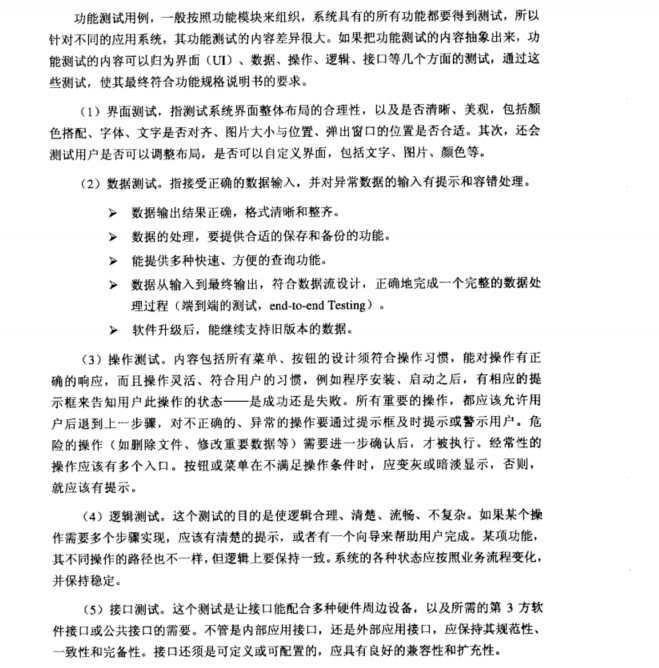 功能测试用例，一般按照功能模块来组织，系统具有的所有功能都要得到测试，所以
针对不同的应用系统，其功能测试的内容差异很大。如果把功能测试的内容抽象出来，功
能测试的内容可以归为界面（UI）、数据、操作、逻辑、接口等几个方面的测试，通过这
些测试，使其最终符合功能规格说明书的要求。
（1）界面测试，指测试系统界面整体布局的合理性，以及是否清晰、美观，包括颜
色搭配、字体、文字是否对齐、图片大小与位置、弹出窗口的位置是否合适。其次，还会
测试用户是否可以调整布局，是否可以自定义界面，包括文字、图片、颜色等。
（2）数据测试。指接受正确的数据输入，并对异常数据的输入有提示和容错处理。
➢ 数据输出结果正确，格式清晰和整齐。
➢ 数据的处理，要提供合适的保存和备份的功能。
➢ 能提供多种快速、方便的查询功能。
➢ 数据从输入到最终输出，符合数据流设计，正确地完成一个完整的数据处
理过程（端到端的测试，end-to-end Testing）。
➢ 软件升级后，能继续支持旧版本的数据。
（3）操作测试。内容包括所有菜单、按钮的设计须符合操作习惯，能对操作有正
确的响应，而且操作灵活、符合用户的习惯，例如程序安装、启动之后，有相应的提
示框来告知用户此操作的状态——是成功还是失败。所有重要的操作，都应该允许用
户后退到上一步骤，对不正确的、异常的操作要通过提示框及时提示或警示用户。危
险的操作（如删除文件、修改重要数据等）需要进一步确认后，才被执行。经常性的
操作应该有多个入口。按钮或菜单在不满足操作条件时，应变灰或暗淡显示，否则，
就应该有提示。
（4）逻辑测试。这个测试的目的是使逻辑合理、清楚、流畅、不复杂。如果某个操
作需要多个步骤实现，应该有清楚的提示，或者有一个向导来帮助用户完成。某项功能，
其不同操作的路径也不一样，但逻辑上要保持一致。系统的各种状态应按照业务流程变化，
并保持稳定。
（5）接口测试。这个测试是让接口能配合多种硬件周边设备，以及所需的第 3 方软
件接口或公共接口的需要。不管是内部应用接口，还是外部应用接口，应保持其规范性、
一致性和完备性。接口还须是可定义或可配置的，应具有良好的兼容性和扩充性。